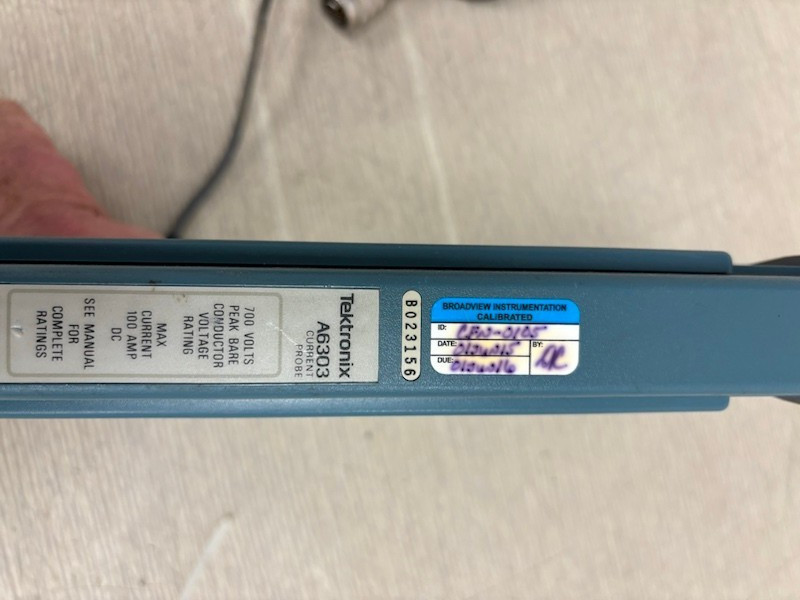 Tektronix
A6303
CURRENT
PROBE
700 VOLTS
PEAK BARE
CONDUCTOR
VOLTAGE
RATING
MAX
CURRENT
100 AMP
DC
SEE MANUAL
FOR
COMPLETE
RATINGS
B023156
BROADVIEW INSTRUMENTATION
CALIBRATED
ID:
DATE:
BY:
DUE: